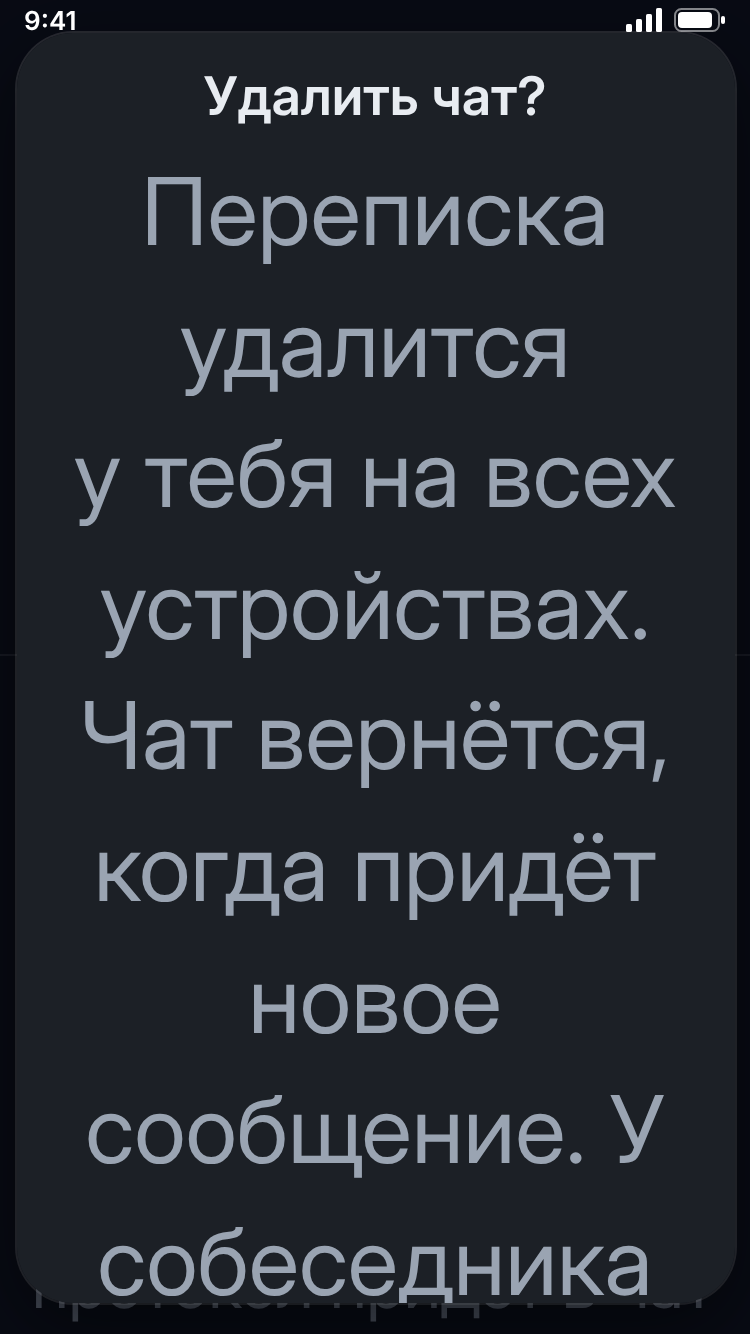 9:41
Удалить чат?
Переписка
удалится
у тебя на всех
устройствах.
Чат вернётся,
когда придёт
новое
сообщение. У
собеседника